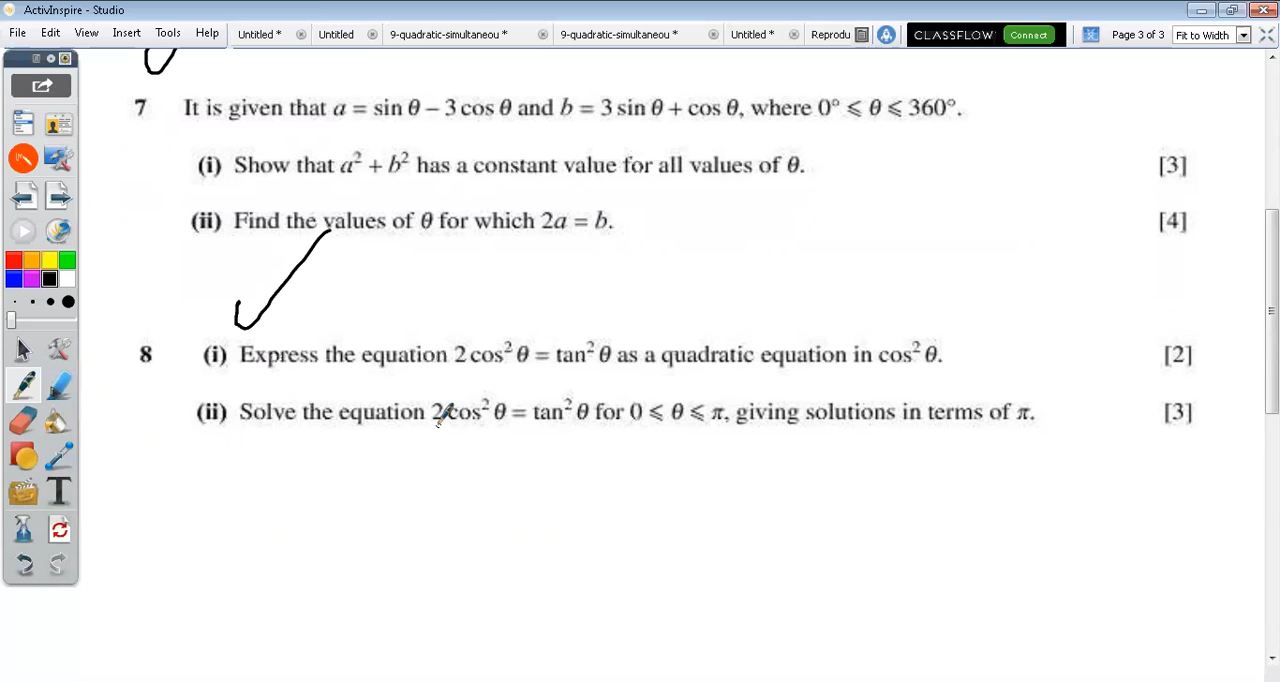 ActivInspire - Studio
File Edit View Insert Tools Help Untitled * Untitled 9-quadratic-simultaneou * 9-quadratic-simultaneou * Untitled * Reprodu CLASSFLOW Connect Page 3 of 3 Fit to Width
7 It is given that a = sin θ − 3 cos θ and b = 3 sin θ + cos θ, where 0° ⩽ θ ⩽ 360°.
(i) Show that a² + b² has a constant value for all values of θ. [3]
(ii) Find the values of θ for which 2a = b. [4]
8 (i) Express the equation 2 cos² θ = tan² θ as a quadratic equation in cos² θ. [2]
(ii) Solve the equation 2 cos² θ = tan² θ for 0 ⩽ θ ⩽ π, giving solutions in terms of π. [3]
T